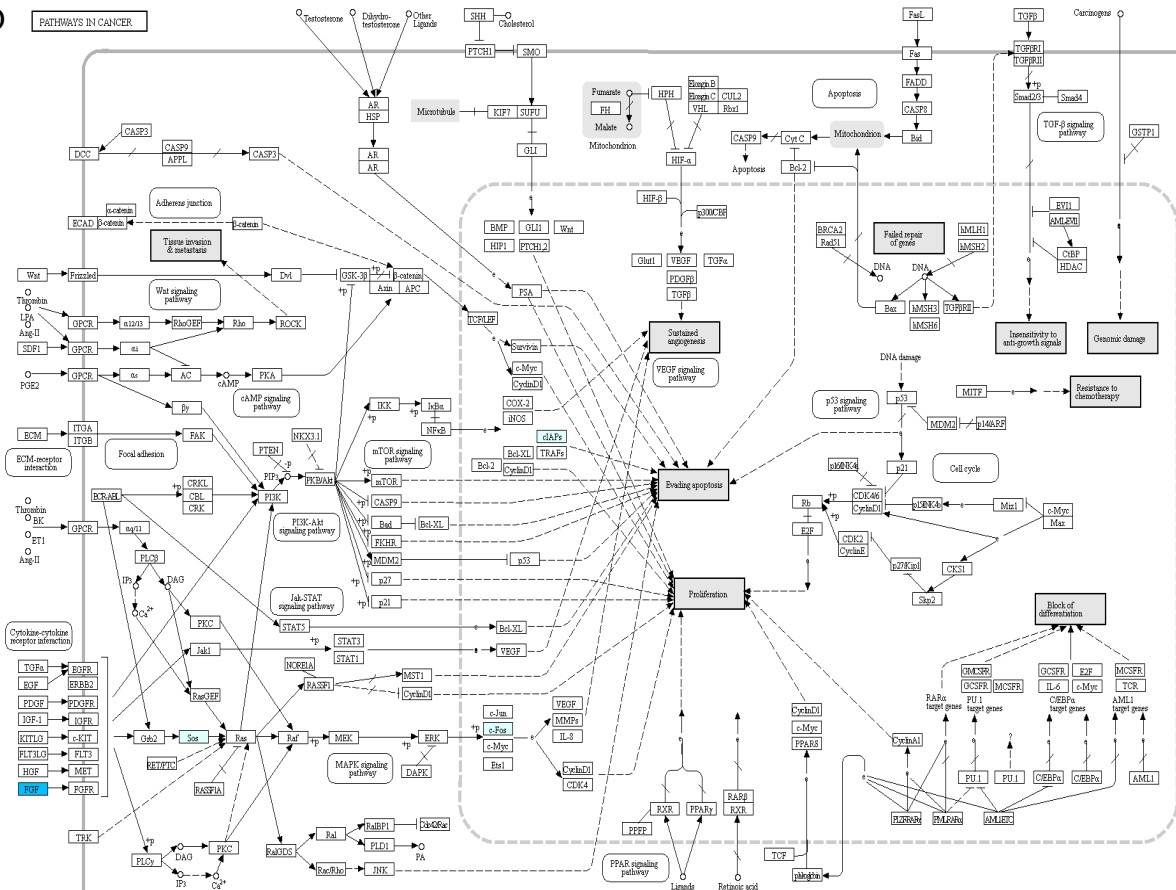 PATHWAYS IN CANCER
Testosterone
Dihydro-
testosterone
Other
Ligands
SHH
Cholesterol
PTCH1
SMO
FasL
Fas
TGFβ
TGFβRI
TGFβRII
Carcinogens
AR
HSP
Microtubule
KIF7
SUFU
Fumarate
FH
Malate
Mitochondrion
HPH
Elongin B
Elongin C
CUL2
VHL
Rbx1
Apoptosis
FADD
CASP8
+p
Smad2/3
Smad4
TGF-β signaling
pathway
GSTP1
CASP3
DCC
CASP9
APPL
CASP3
AR
AR
GLI
HIF-α
CASP9
Cyt C
Mitochondrion
Bid
Apoptosis
Bcl-2
Adherens junction
α-catenin
ECAD
β-catenin
β-catenin
Tissue invasion
& metastasis
HIF-β
p300/CBP
BMP
GLI1
Wnt
HIP1
PTCH1,2
Glut1
VEGF
TGFα
PDGFβ
TGFβ
BRCA2
Rad51
Failed repair
of genes
hMLH1
hMSH2
DNA
DNA
EVI1
AML1-EVI1
CtBP
HDAC
Wnt
Frizzled
Dvl
GSK-3β
+p
β-catenin
Axin
APC
+p
Wnt signaling
pathway
PSA
Bax
hMSH3
TGFβRII
hMSH6
Thrombin
LPA
Ang-II
GPCR
α12/13
RhoGEF
Rho
ROCK
TCF/LEF
Sustained
angiogenesis
Insensitivity to
anti-growth signals
Genomic damage
SDF1
GPCR
αi
Survivin
c-Myc
CyclinD1
VEGF signaling
pathway
DNA damage
PGE2
GPCR
αs
AC
cAMP
PKA
cAMP signaling
pathway
p53
p53 signaling
pathway
MITF
Resistance to
chemotherapy
βγ
IKK
+p
IκBα
NFκB
COX-2
iNOS
MDM2
p14/ARF
ECM
ITGA
ITGB
FAK
NKX3.1
PTEN
cIAPs
Bcl-XL
TRAFs
Bcl-2
CyclinD1
ECM-receptor
interaction
Focal adhesion
PIP3
-p
PKB/Akt
mTOR signaling
pathway
mTOR
p21
Cell cycle
p16INK4a
BCR-ABL
CRKL
CBL
CRK
PI3K
CASP9
Evading apoptosis
Rb
+p
CDK4/6
CyclinD1
p15INK4b
Miz1
c-Myc
Max
Thrombin
BK
ET1
Ang-II
GPCR
αq/11
PI3K-Akt
signaling pathway
Bad
Bcl-XL
FKHR
E2F
CDK2
CyclinE
PLCβ
MDM2
p53
p27/Kip1
CKS1
IP3
DAG
Ca2+
Jak-STAT
signaling pathway
p27
p21
Proliferation
Skp2
Block of
differentiation
Cytokine-cytokine
receptor interaction
PKC
STAT5
Bcl-XL
Jak1
+p
STAT3
STAT1
VEGF
TGFα
EGFR
EGF
ERBB2
NORE1A
RASSF1
MST1
CyclinD1
GMCSFR
GCSFR
MCSFR
GCSFR
E2F
IL-6
c-Myc
MCSFR
TCR
PDGF
PDGFR
RasGEF
RARα
target genes
PU.1
target genes
C/EBPα
target genes
AML1
target genes
IGF-1
IGFR
KITLG
c-KIT
Grb2
Sos
Ras
Raf
+p
MEK
+p
ERK
+p
c-Jun
c-Fos
c-Myc
Ets1
VEGF
MMPs
IL-8
CyclinD1
CDK4
CyclinD1
c-Myc
PPARδ
CyclinA1
?
FLT3LG
FLT3
RET/PTC
DAPK
MAPK signaling
pathway
HGF
MET
RASSF1A
PU.1
PU.1
C/EBPα
C/EBPα
AML1
FGF
FGFR
TRK
RXR
PPARγ
RARβ
RXR
PPFP
PLZF-RARα
PML-RARα
AML1-ETO
+p
PLCγ
DAG
PKC
IP3
Ca2+
RalGDS
Ral
RalBP1
Cdc42/Rac
PLD1
PA
Rac/Rho
JNK
PPAR signaling
pathway
Ligands
Retinoic acid
TCF